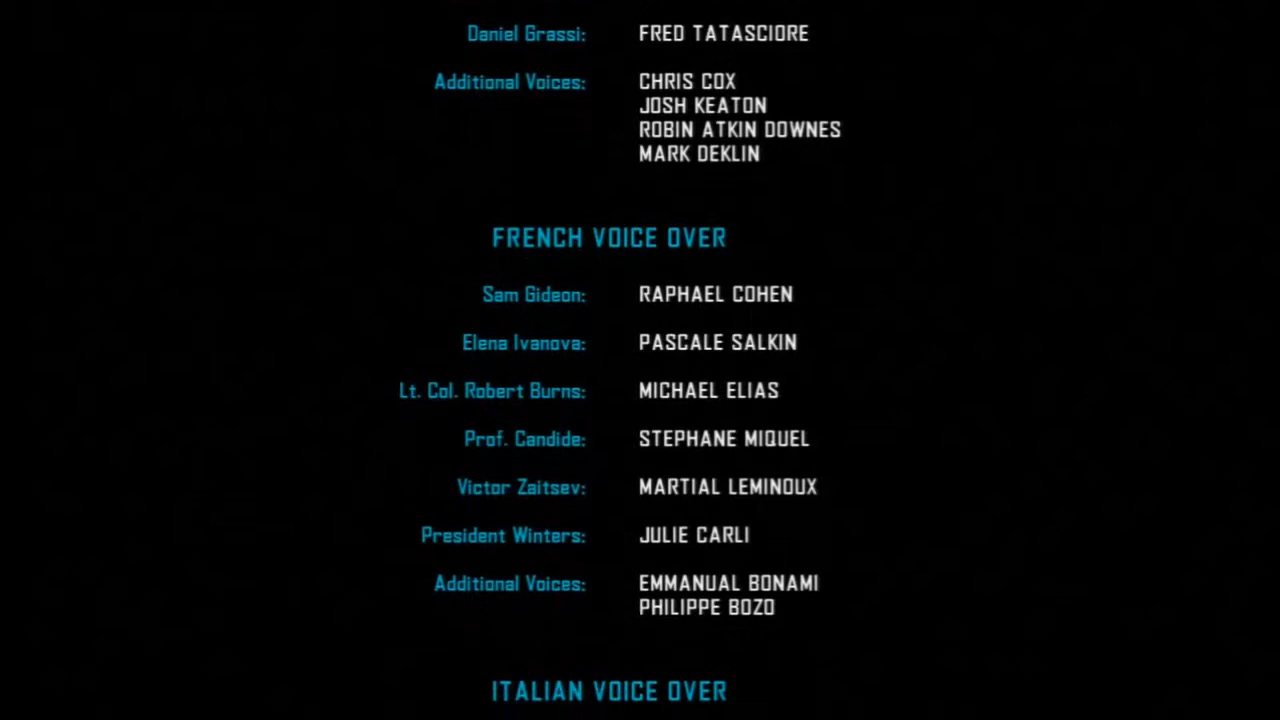 Daniel Grassi: FRED TATASCIORE
Additional Voices: CHRIS COX
JOSH KEATON
ROBIN ATKIN DOWNES
MARK DEKLIN
FRENCH VOICE OVER
Sam Gideon: RAPHAEL COHEN
Elena Ivanova: PASCALE SALKIN
Lt. Col. Robert Burns: MICHAEL ELIAS
Prof. Candide: STEPHANE MIQUEL
Victor Zaitsev: MARTIAL LEMINOUX
President Winters: JULIE CARLI
Additional Voices: EMMANUAL BONAMI
PHILIPPE BOZO
ITALIAN VOICE OVER